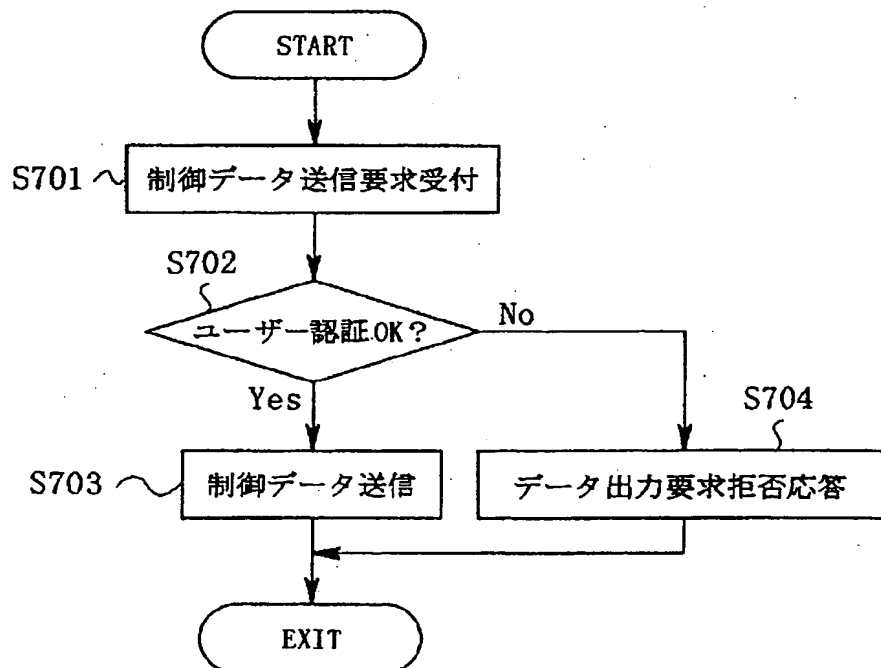 START
S701
制御データ送信要求受付
S702
ユーザー認証OK?
No
Yes
S704
S703
制御データ送信
データ出力要求拒否応答
EXIT